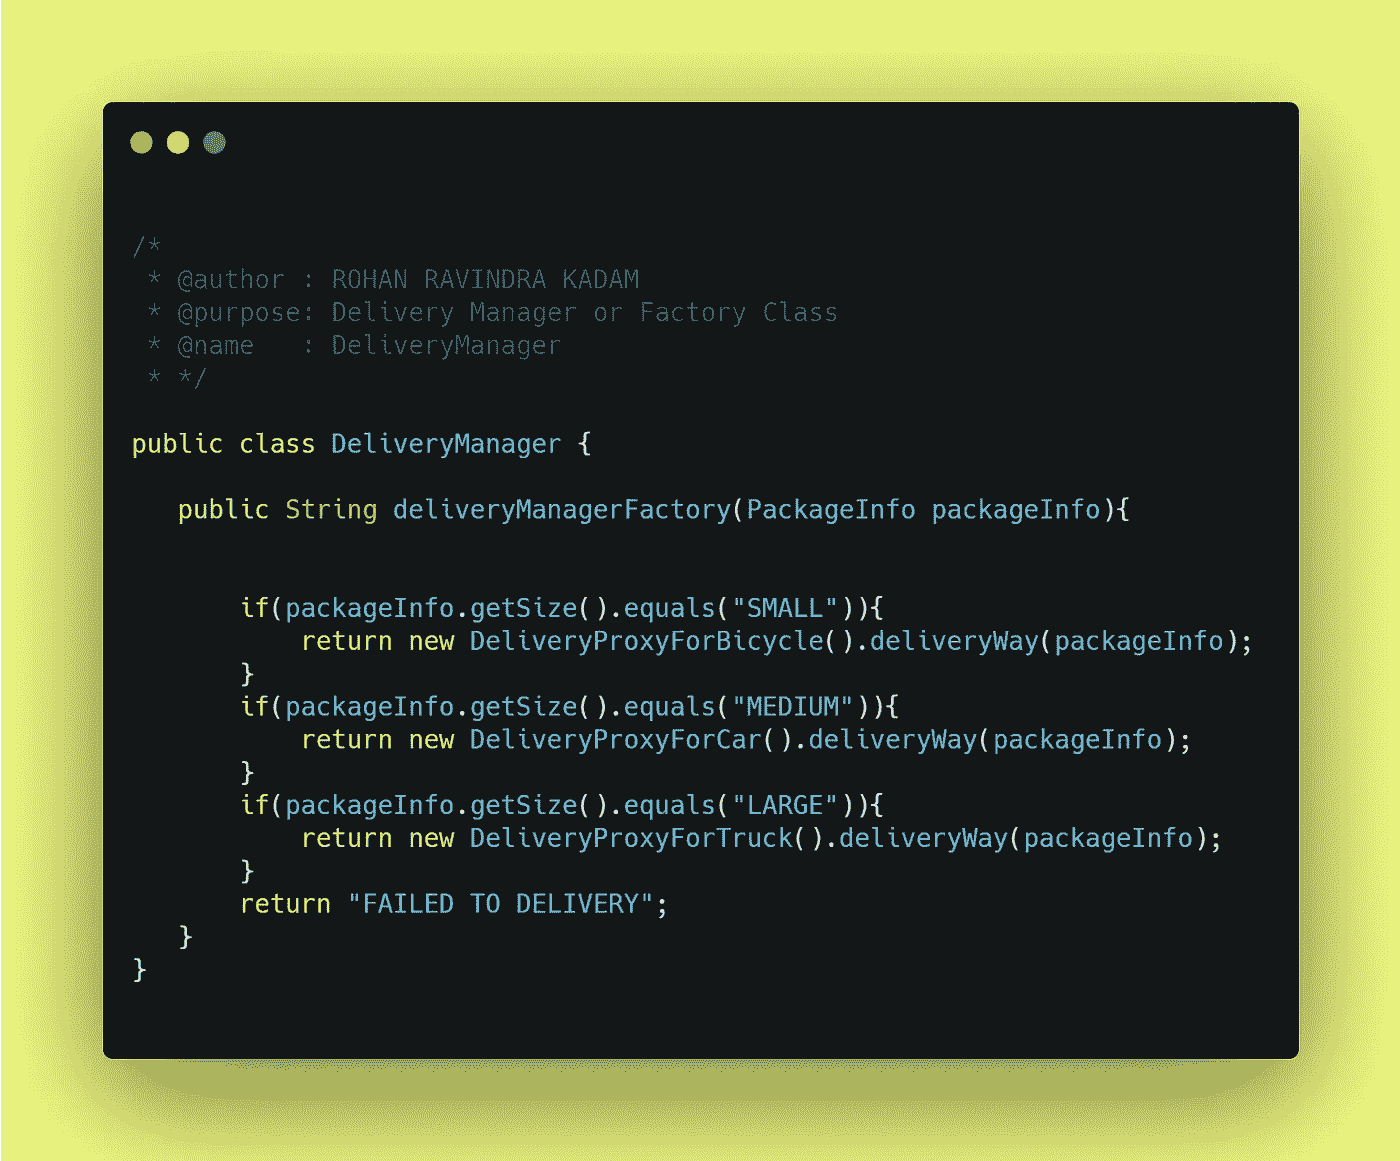 /*
 * @author : ROHAN RAVINDRA KADAM
 * @purpose: Delivery Manager or Factory Class
 * @name   : DeliveryManager
 * */
public class DeliveryManager {
   public String deliveryManagerFactory(PackageInfo packageInfo){
       if(packageInfo.getSize().equals("SMALL")){
           return new DeliveryProxyForBicycle().deliveryWay(packageInfo);
       }
       if(packageInfo.getSize().equals("MEDIUM")){
           return new DeliveryProxyForCar().deliveryWay(packageInfo);
       }
       if(packageInfo.getSize().equals("LARGE")){
           return new DeliveryProxyForTruck().deliveryWay(packageInfo);
       }
       return "FAILED TO DELIVERY";
   }
}